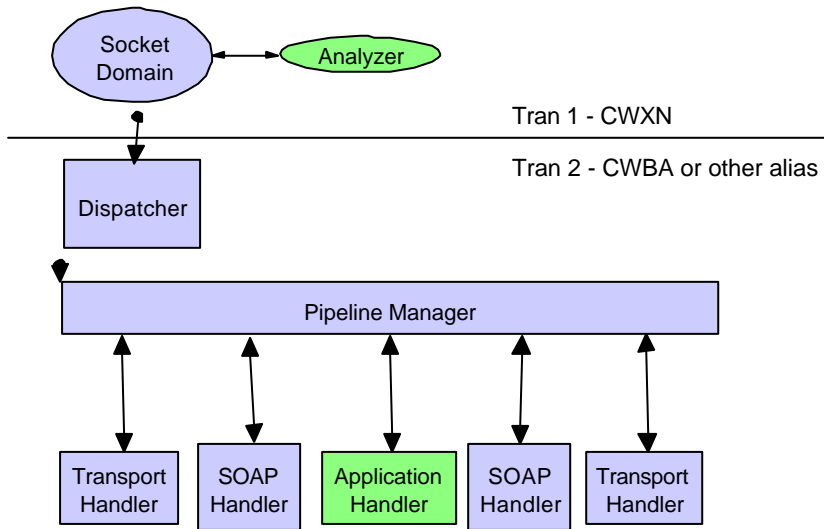 Socket
Domain
Analyzer
Tran 1 - CWXN
Tran 2 - CWBA or other alias
Dispatcher
Pipeline Manager
Transport
Handler
SOAP
Handler
Application
Handler
SOAP
Handler
Transport
Handler